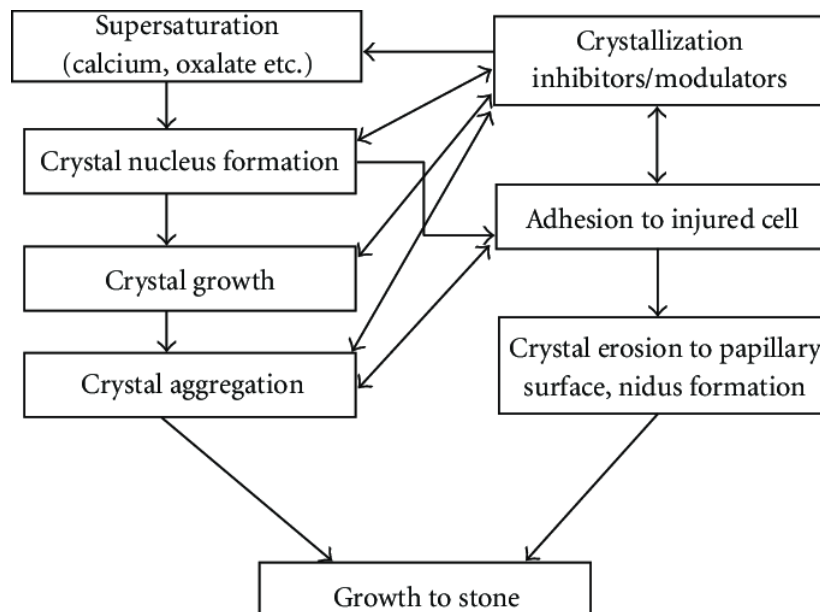 Supersaturation
(calcium, oxalate etc.)
Crystallization
inhibitors/modulators
Crystal nucleus formation
Adhesion to injured cell
Crystal growth
Crystal aggregation
Crystal erosion to papillary
surface, nidus formation
Growth to stone